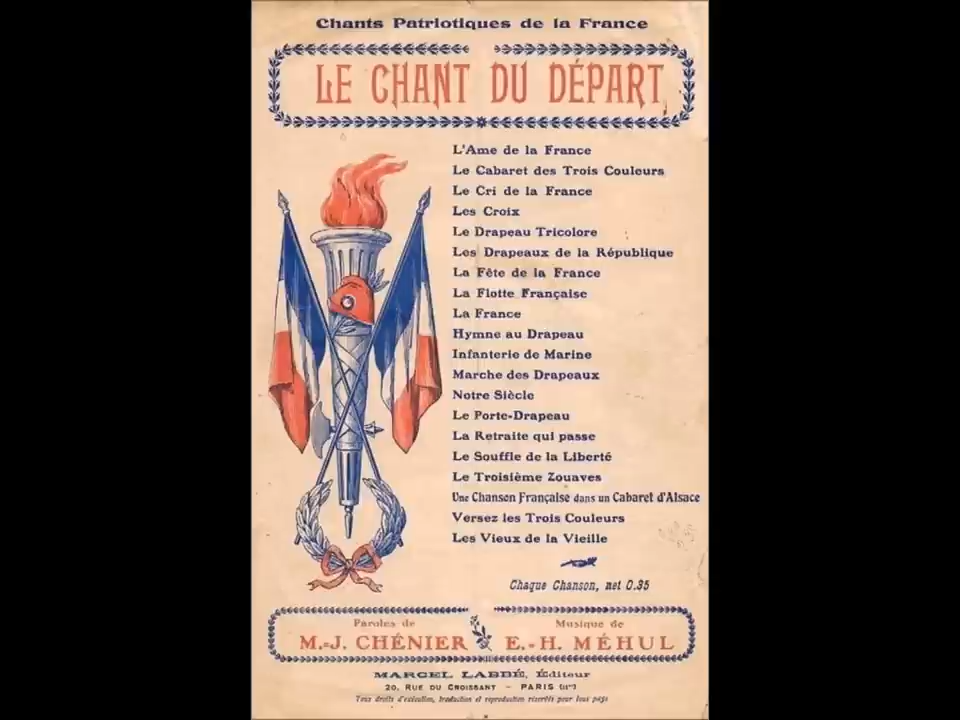 Chants Patriotiques de la France
LE CHANT DU DÉPART
L'Ame de la France
Le Cabaret des Trois Couleurs
Le Cri de la France
Les Croix
Le Drapeau Tricolore
Les Drapeaux de la République
La Fête de la France
La Flotte Française
La France
Hymne au Drapeau
Infanterie de Marine
Marche des Drapeaux
Notre Siècle
Le Porte-Drapeau
La Retraite qui passe
Le Souffle de la Liberté
Le Troisième Zouaves
Une Chanson Française dans un Cabaret d'Alsace
Versez les Trois Couleurs
Les Vieux de la Vieille
Chaque Chanson, net 0.35
Paroles de
M.-J. CHÉNIER
Musique de
E.-H. MÉHUL
MARCEL LABBÉ, Éditeur
20, RUE DU CROISSANT - PARIS (IIe)
Tous droits d'exécution, traduction et reproduction réservés pour tous pays